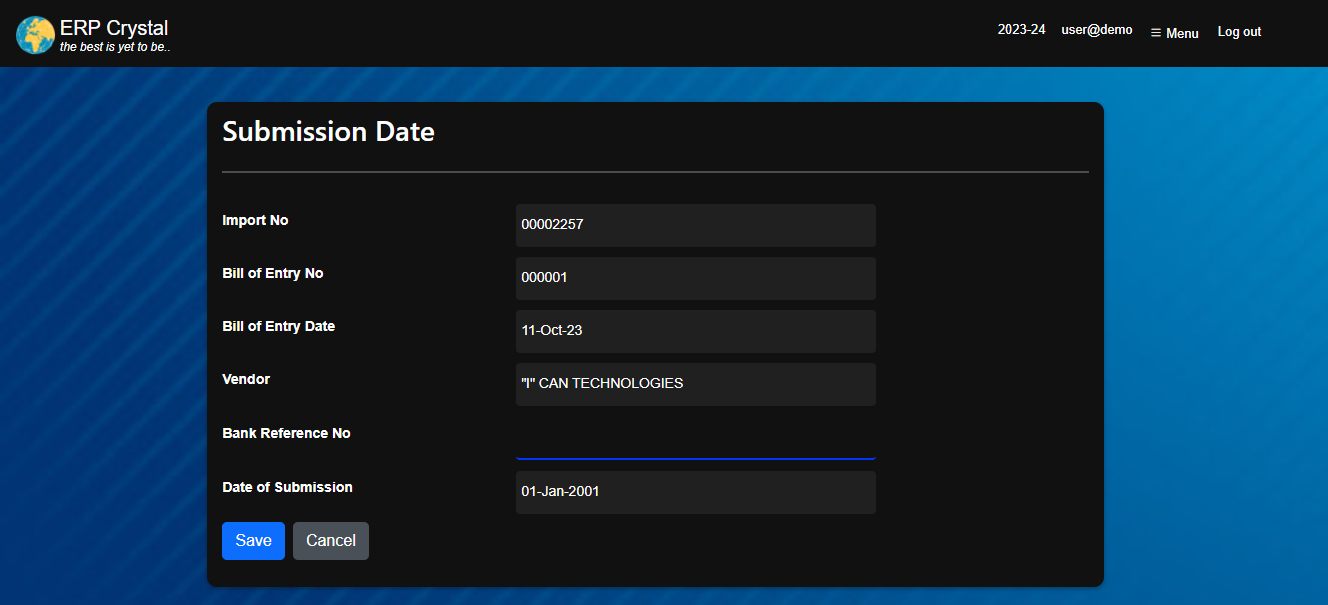 ERP Crystal
the best is yet to be..
2023-24 user@demo ☰ Menu Log out
Submission Date
Import No 00002257
Bill of Entry No 000001
Bill of Entry Date 11-Oct-23
Vendor "I" CAN TECHNOLOGIES
Bank Reference No
Date of Submission 01-Jan-2001
Save Cancel